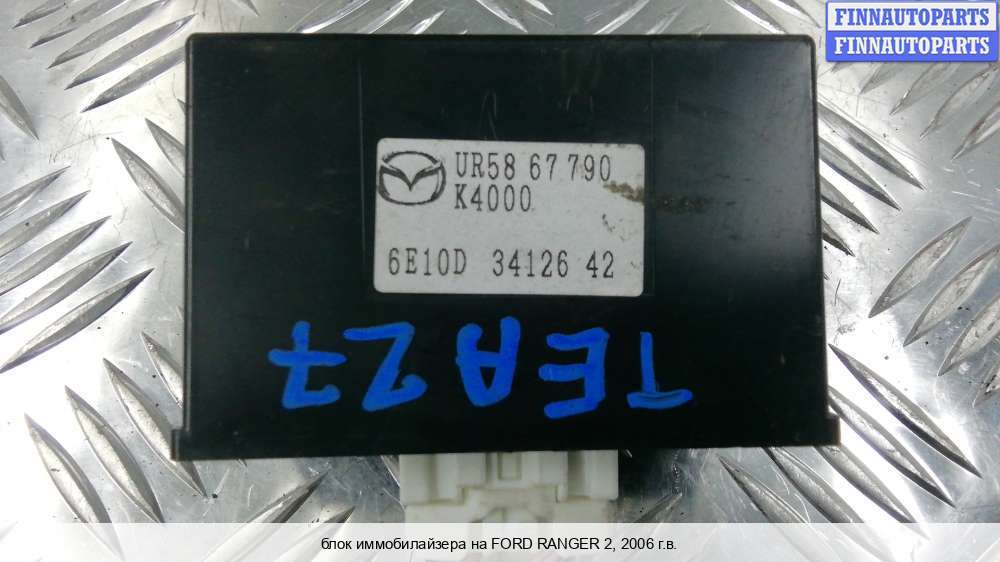 FINNAUTOPARTS
FINNAUTOPARTS
UR58 67 790
K4000
6E10D 34126 42
TEA27
блок иммобилайзера на FORD RANGER 2, 2006 г.в.